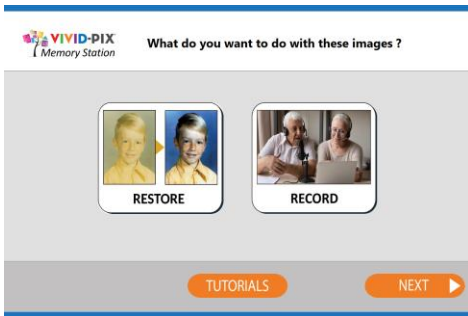 VIVID-PIX
Memory Station
What do you want to do with these images ?
RESTORE
RECORD
TUTORIALS
NEXT